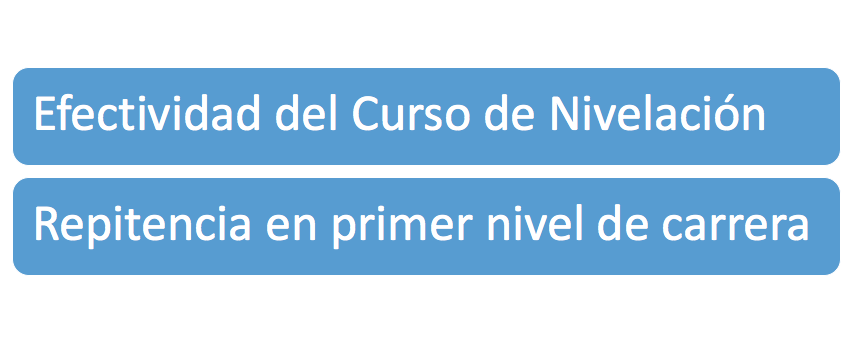 Efectividad del Curso de Nivelación
Repitencia en primer nivel de carrera